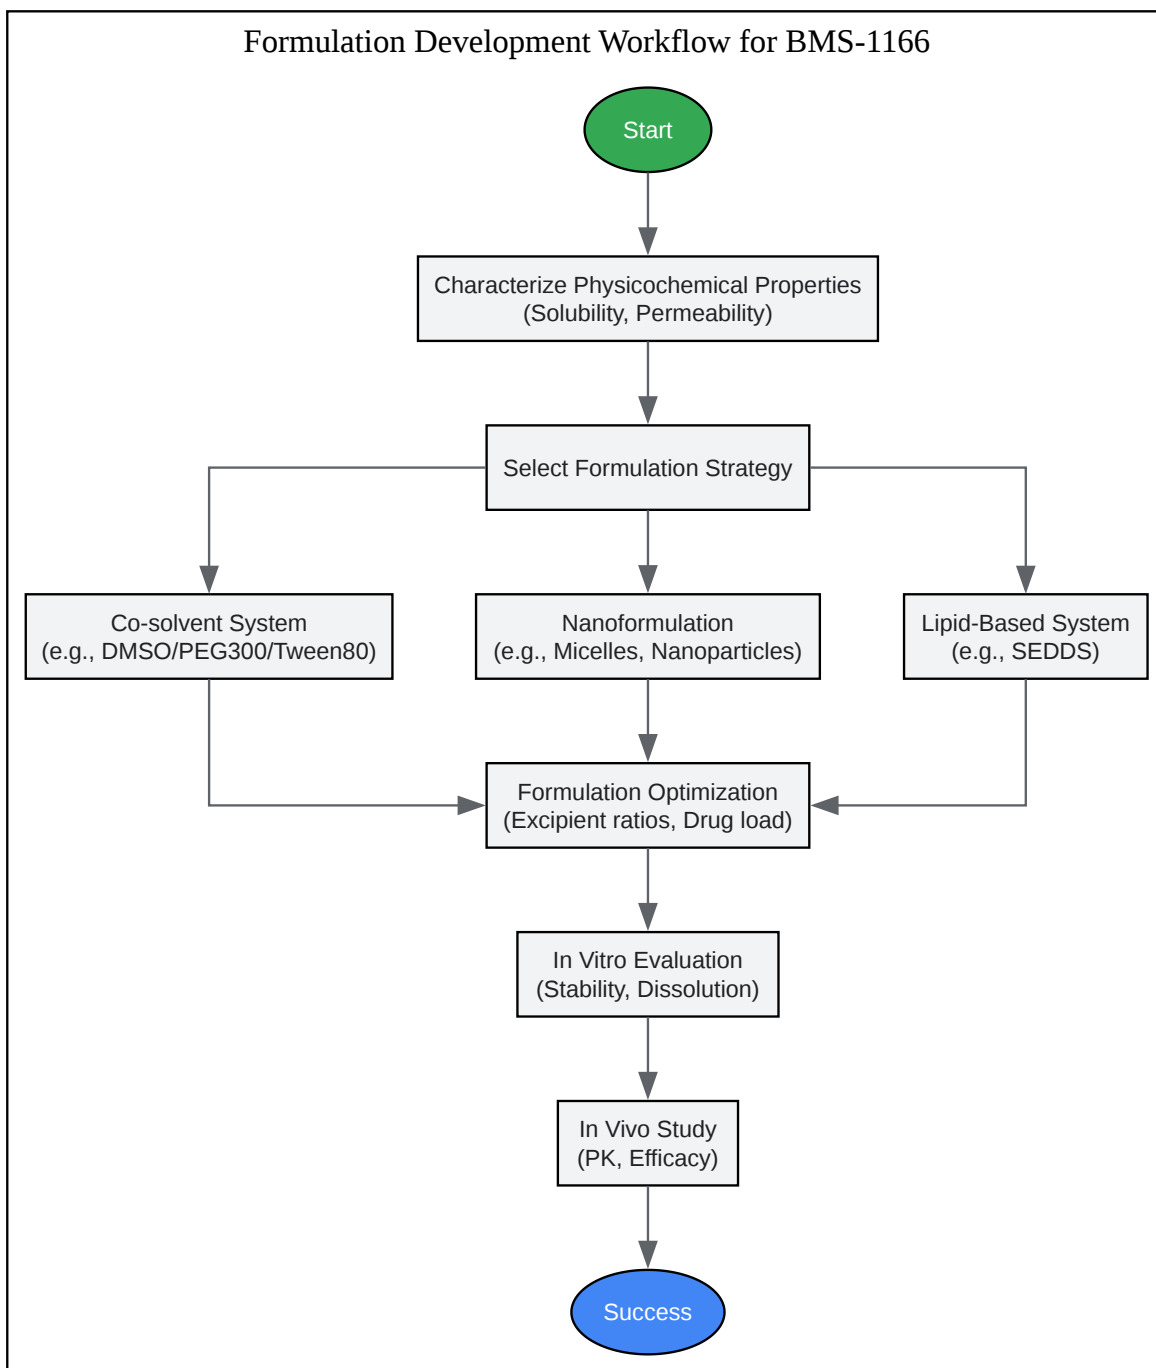 Formulation Development Workflow for BMS-1166
Start
Characterize Physicochemical Properties
(Solubility, Permeability)
Select Formulation Strategy
Co-solvent System
(e.g., DMSO/PEG300/Tween80)
Nanoformulation
(e.g., Micelles, Nanoparticles)
Lipid-Based System
(e.g., SEDDS)
Formulation Optimization
(Excipient ratios, Drug load)
In Vitro Evaluation
(Stability, Dissolution)
In Vivo Study
(PK, Efficacy)
Success